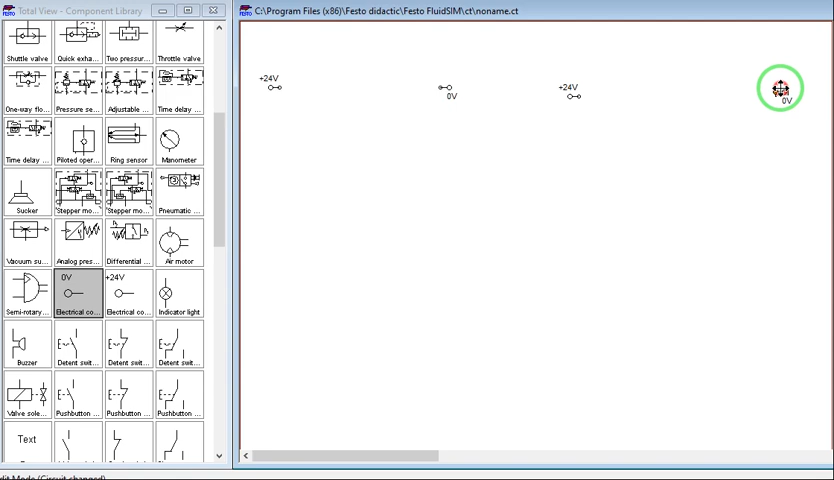 Total View - Component Library
C:\Program Files (x86)\Festo didactic\Festo FluidSIM\ct\noname.ct
Shuttle valve
Quick exha...
Two pressur...
Throttle valve
One-way flo...
Pressure se...
Adjustable ...
Time delay ...
Time delay ...
Piloted oper...
Ring sensor
Manometer
Sucker
Stepper mo...
Stepper mo...
Pneumatic ...
Vacuum su...
Analog pres...
Differential ...
Air motor
Semi-rotary ...
0V
Electrical co...
+24V
Electrical co...
Indicator light
Buzzer
Detent swit...
Detent swit...
Detent swit...
Valve sole...
Pushbutton ...
Pushbutton ...
Pushbutton ...
Text
+24V
0V
+24V
0V
dit Mode (Circuit changed)